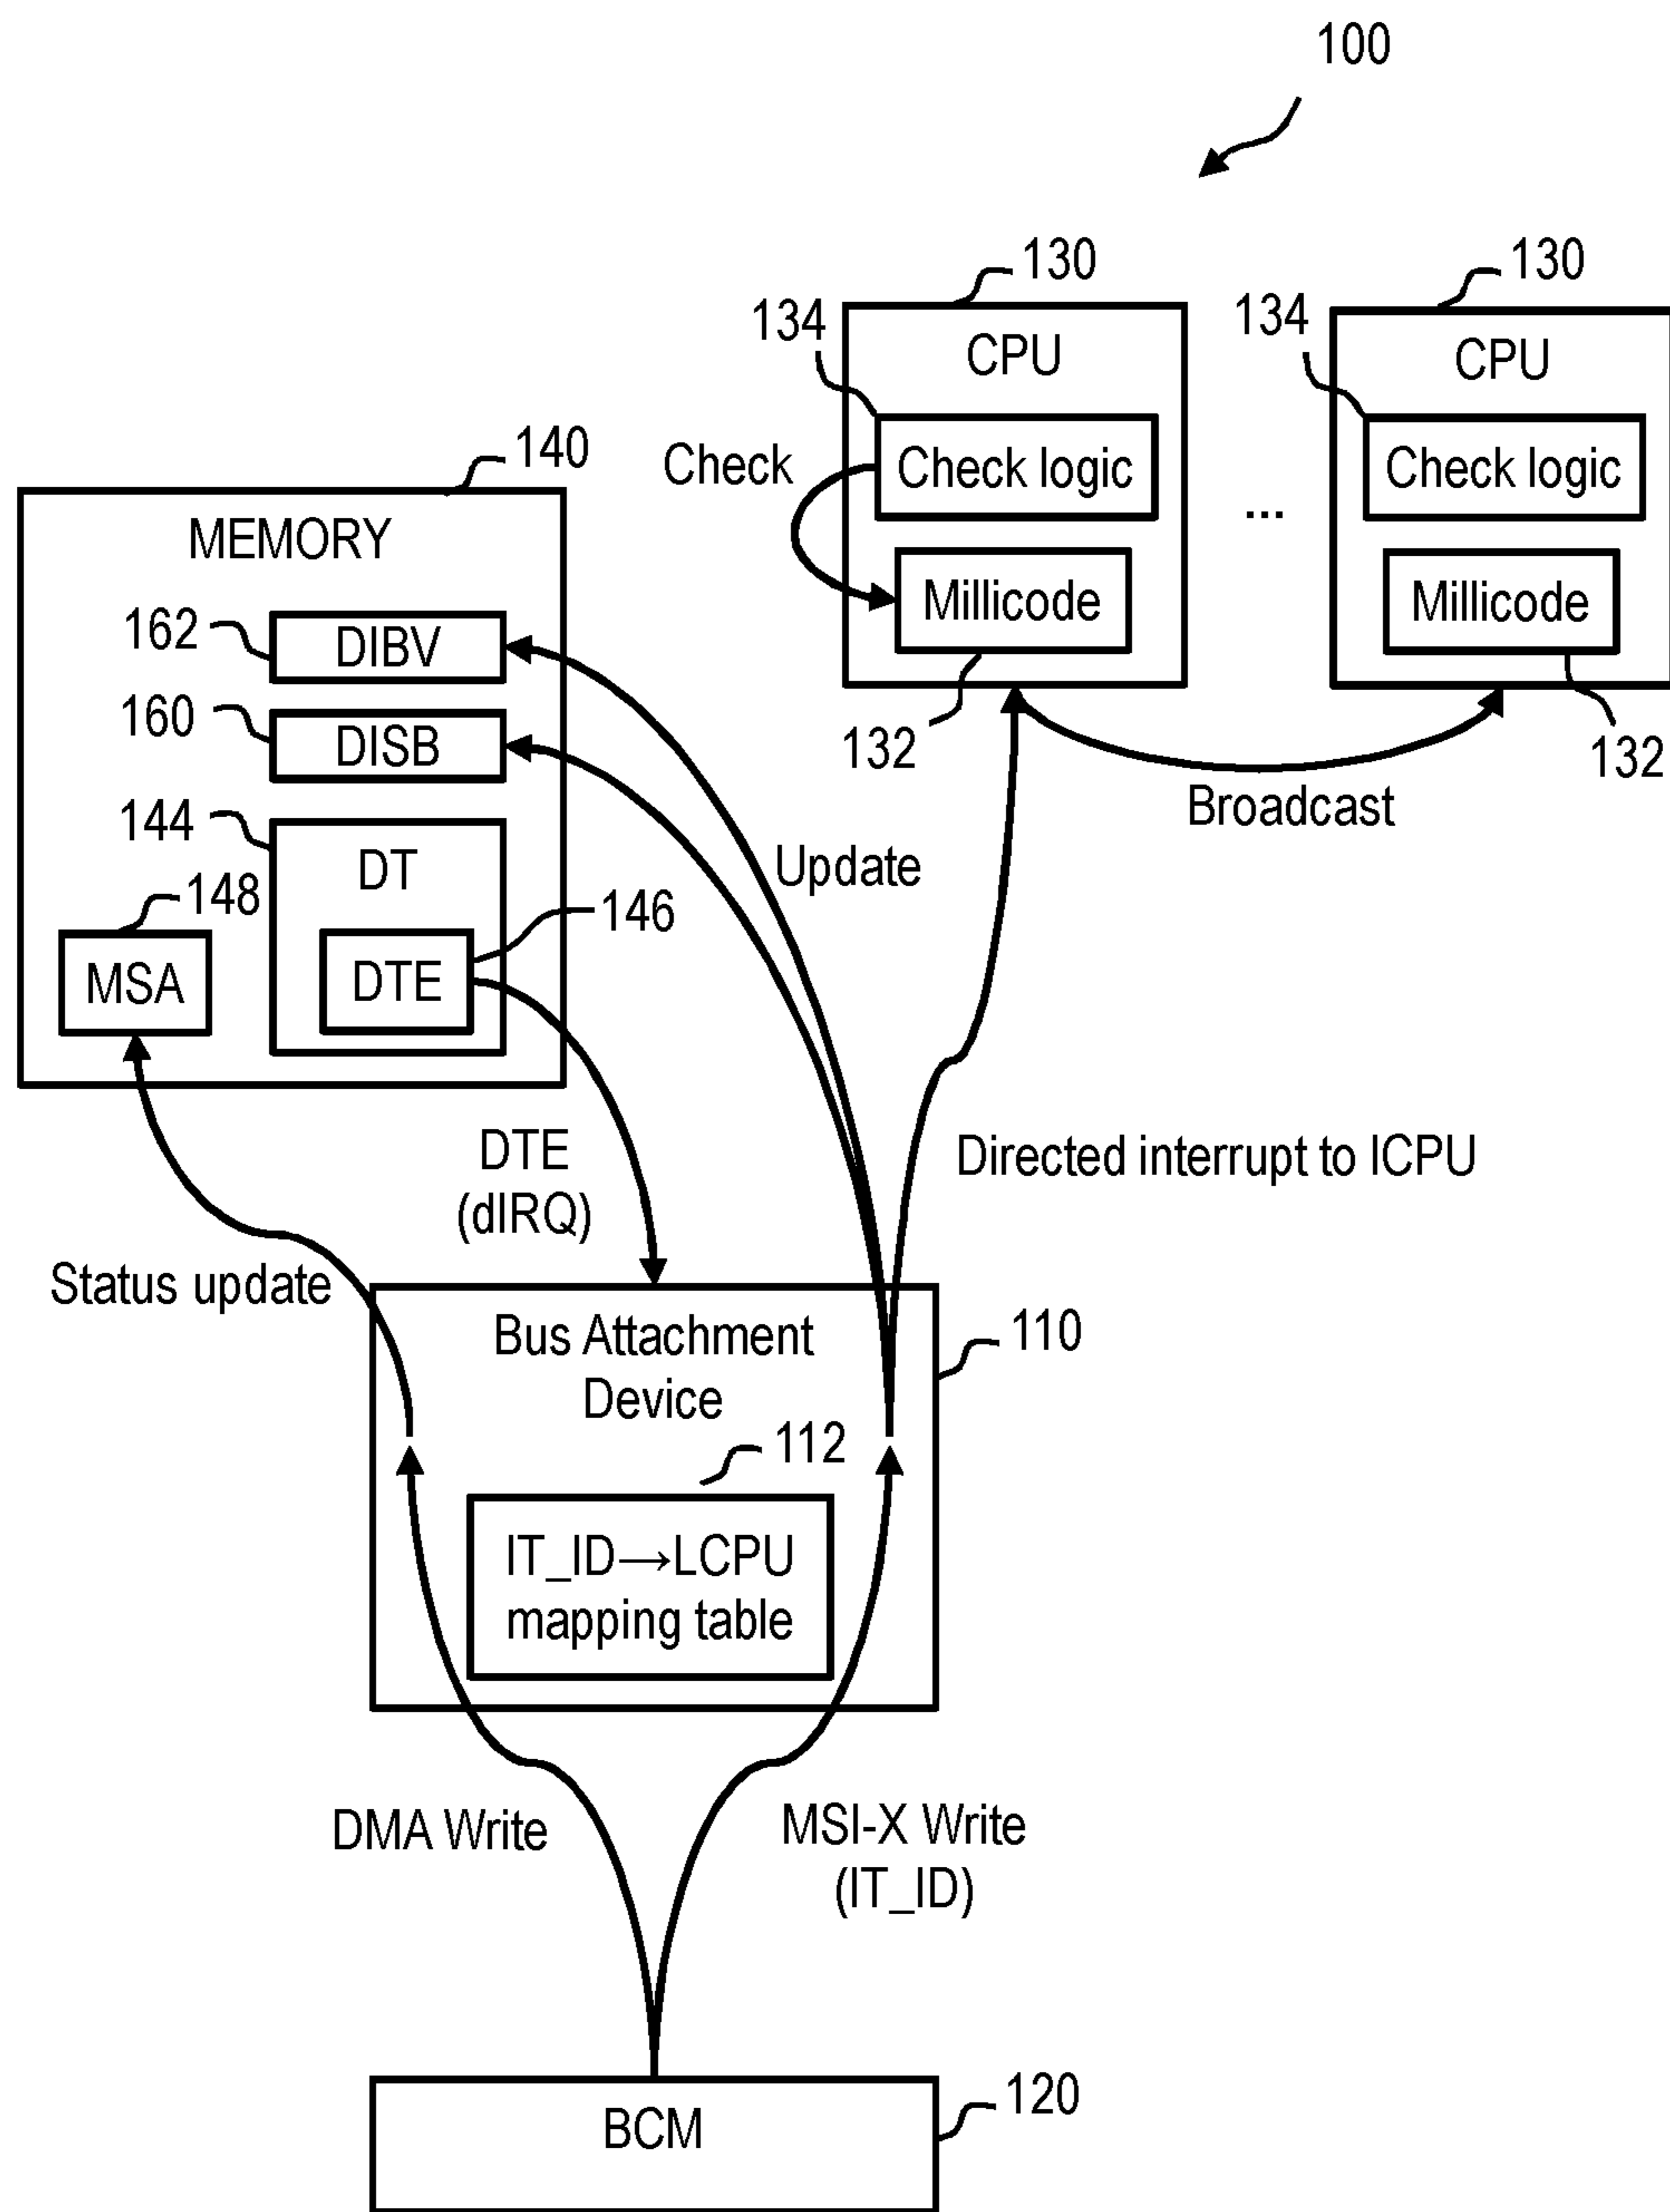 100
130
130
134
134
CPU
CPU
Check
Check logic
Check logic
...
140
MEMORY
Millicode
Millicode
162
DIBV
160
DISB
132
132
Broadcast
144
DT
Update
148
146
MSA
DTE
DTE
(dIRQ)
Directed interrupt to ICPU
Status update
Bus Attachment
Device
110
112
IT_ID→LCPU
mapping table
DMA Write
MSI-X Write
(IT_ID)
120
BCM